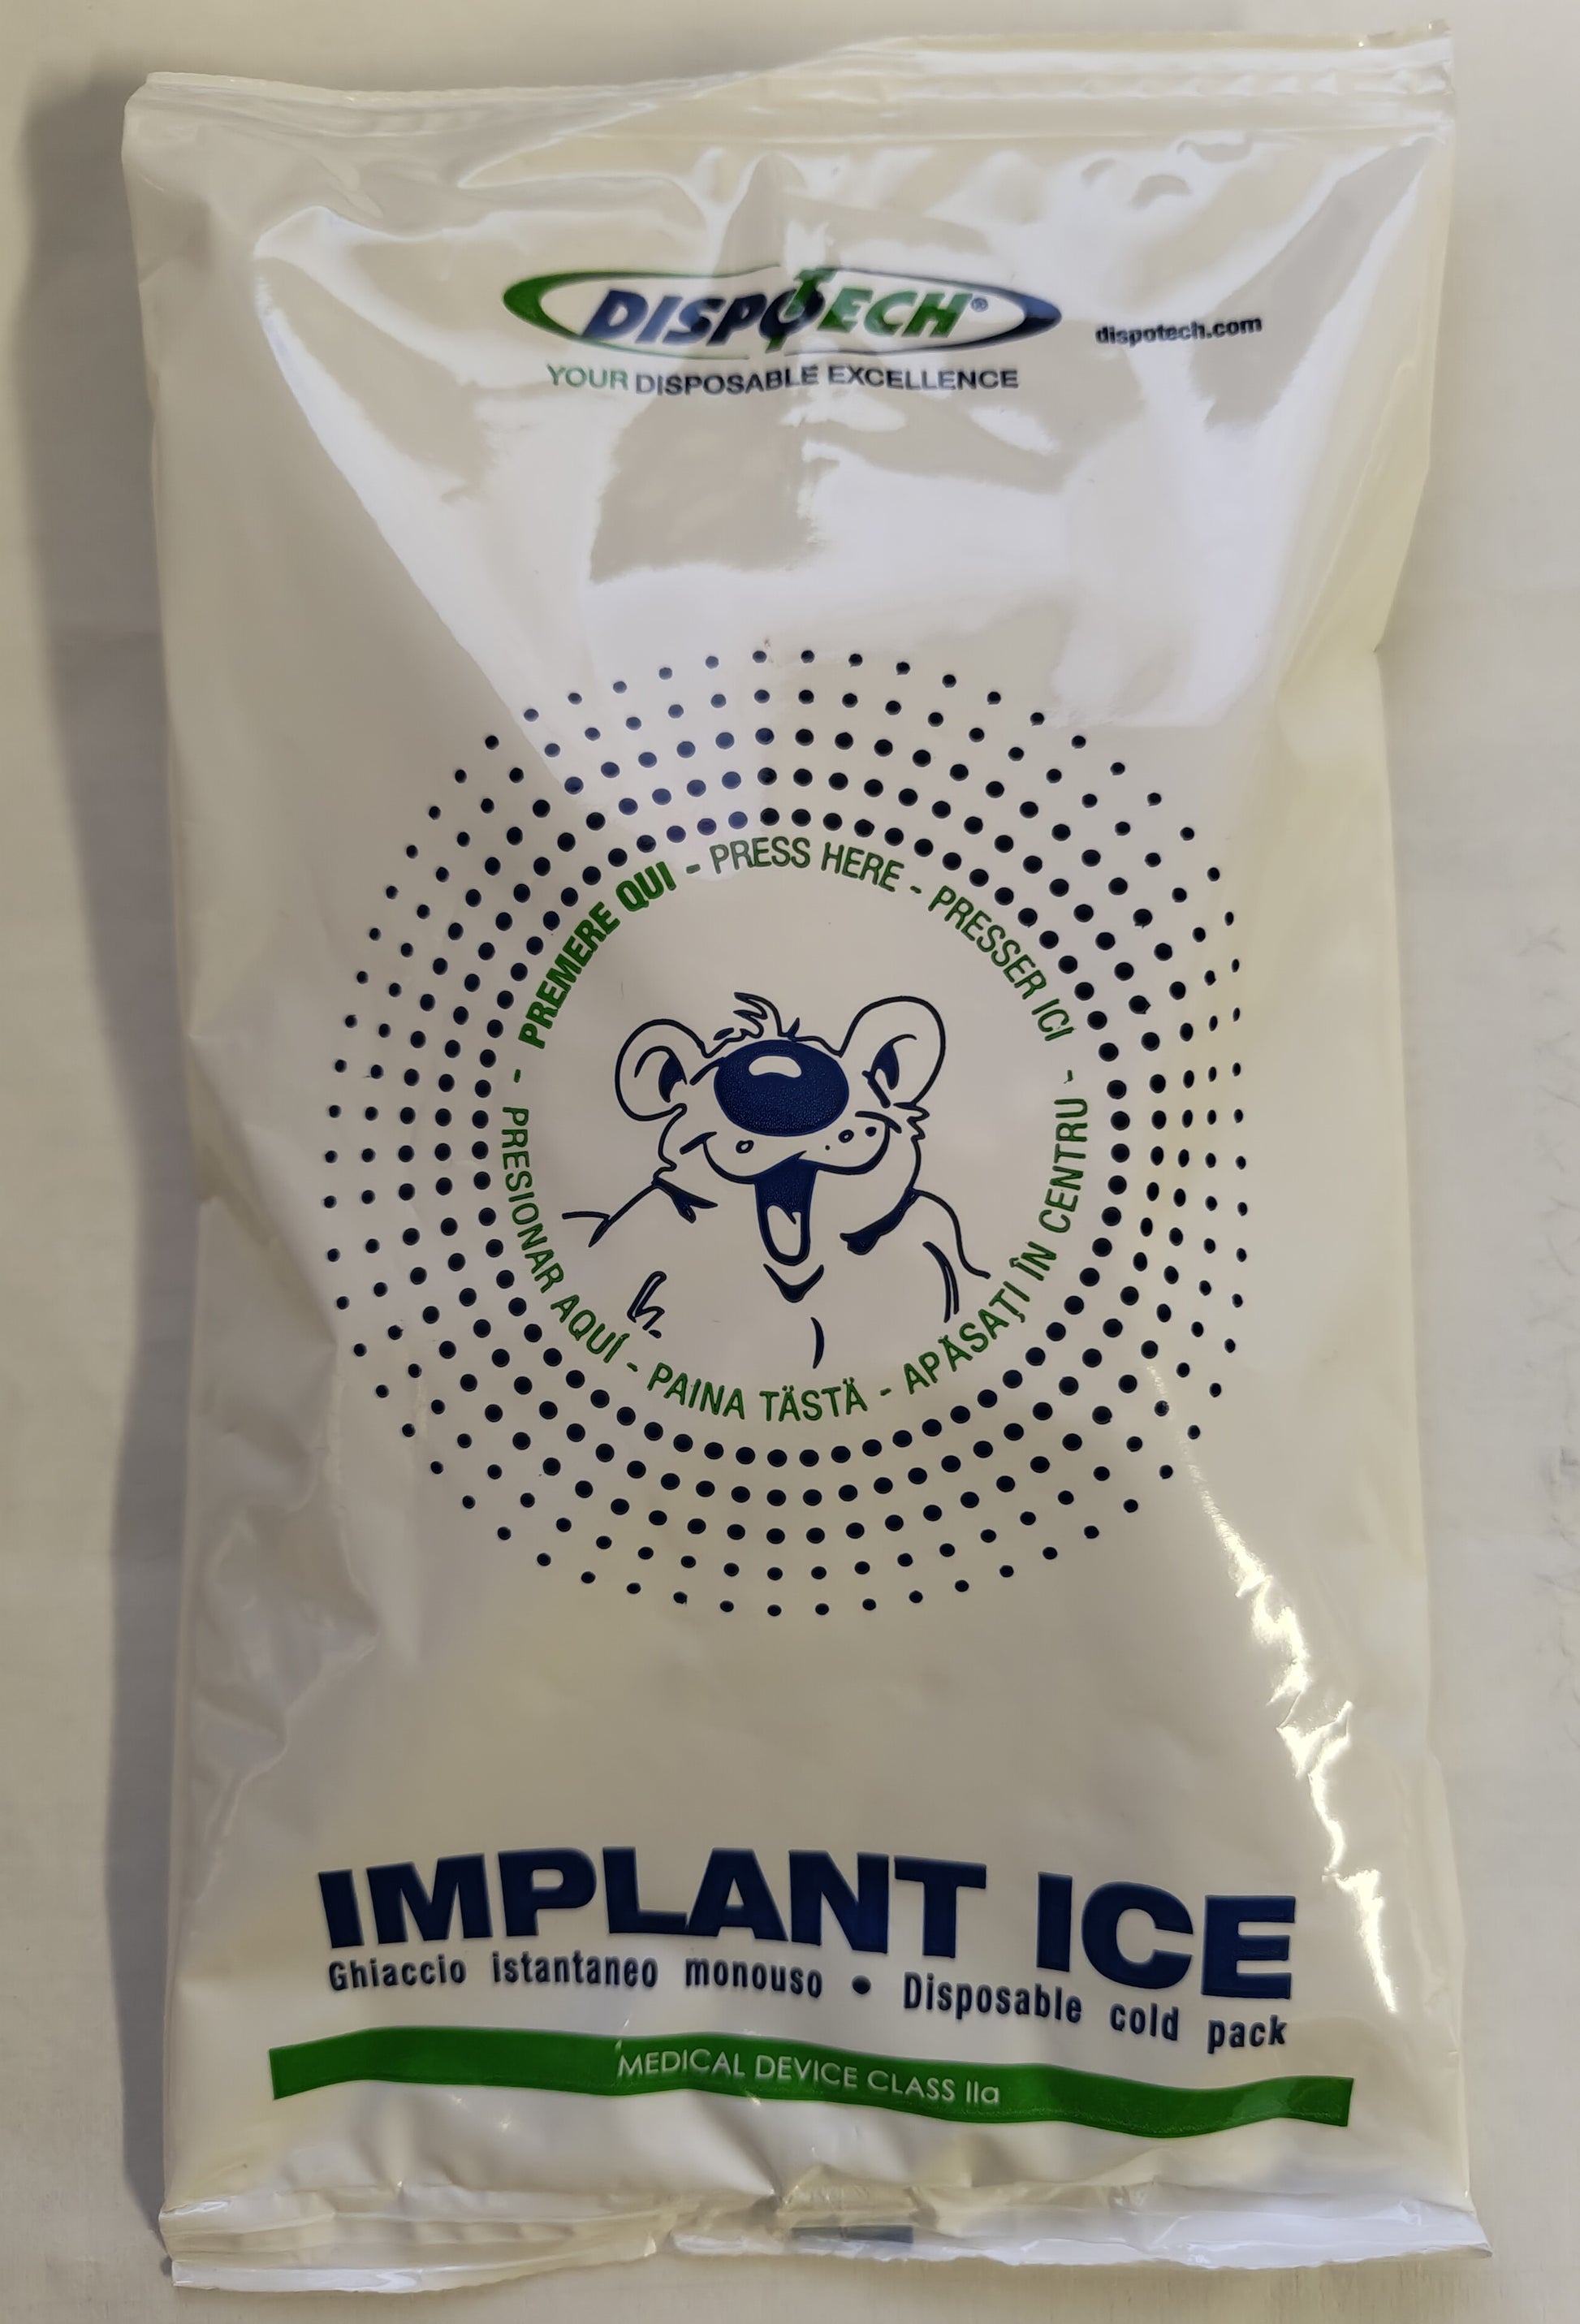 DISPOTECH®
dispotech.com
YOUR DISPOSABLE EXCELLENCE
- PREMERE QUI - PRESS HERE - PRESSER ICI - APĂSAȚI ÎN CENTRU - PAINA TÄSTÄ - PRESIONAR AQUÍ
IMPLANT ICE
Ghiaccio istantaneo monouso • Disposable cold pack
MEDICAL DEVICE CLASS IIa